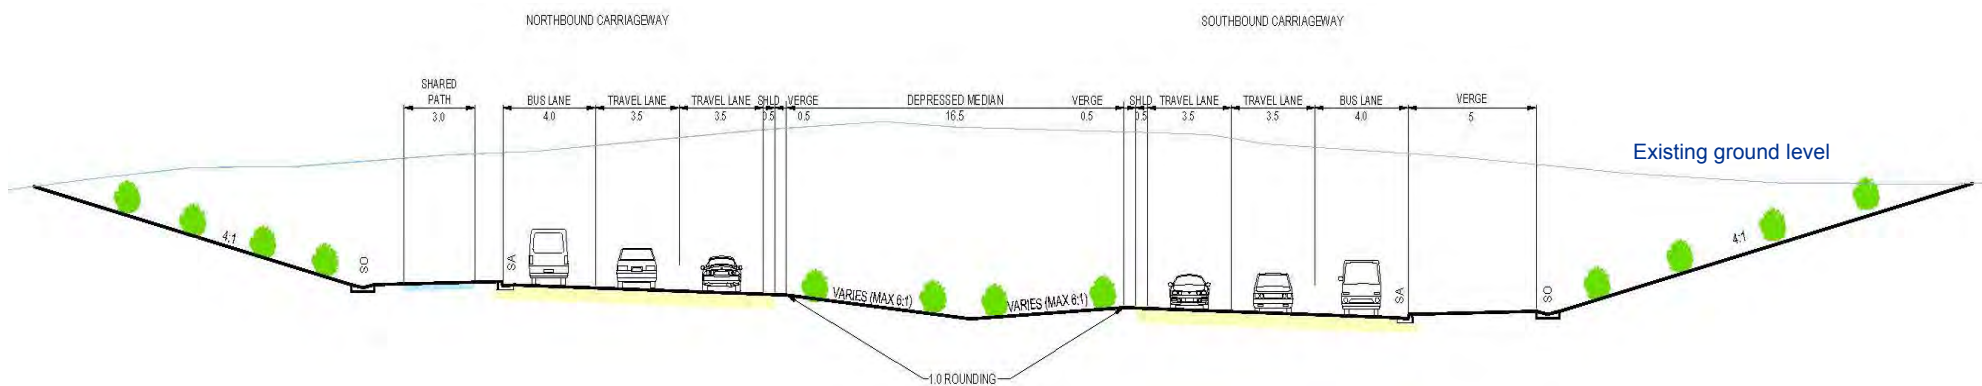 NORTHBOUND CARRIAGEWAY
SOUTHBOUND CARRIAGEWAY
SHARED
PATH
3.0
BUS LANE
4.0
TRAVEL LANE
3.5
TRAVEL LANE
3.5
SHLD
0.5
VERGE
0.5
DEPRESSED MEDIAN
16.5
VERGE
0.5
SHLD
0.5
TRAVEL LANE
3.5
TRAVEL LANE
3.5
BUS LANE
4.0
VERGE
5
Existing ground level
4:1
SO
SA
VARIES (MAX 6:1)
VARIES (MAX 6:1)
SA
SO
4:1
1.0 ROUNDING